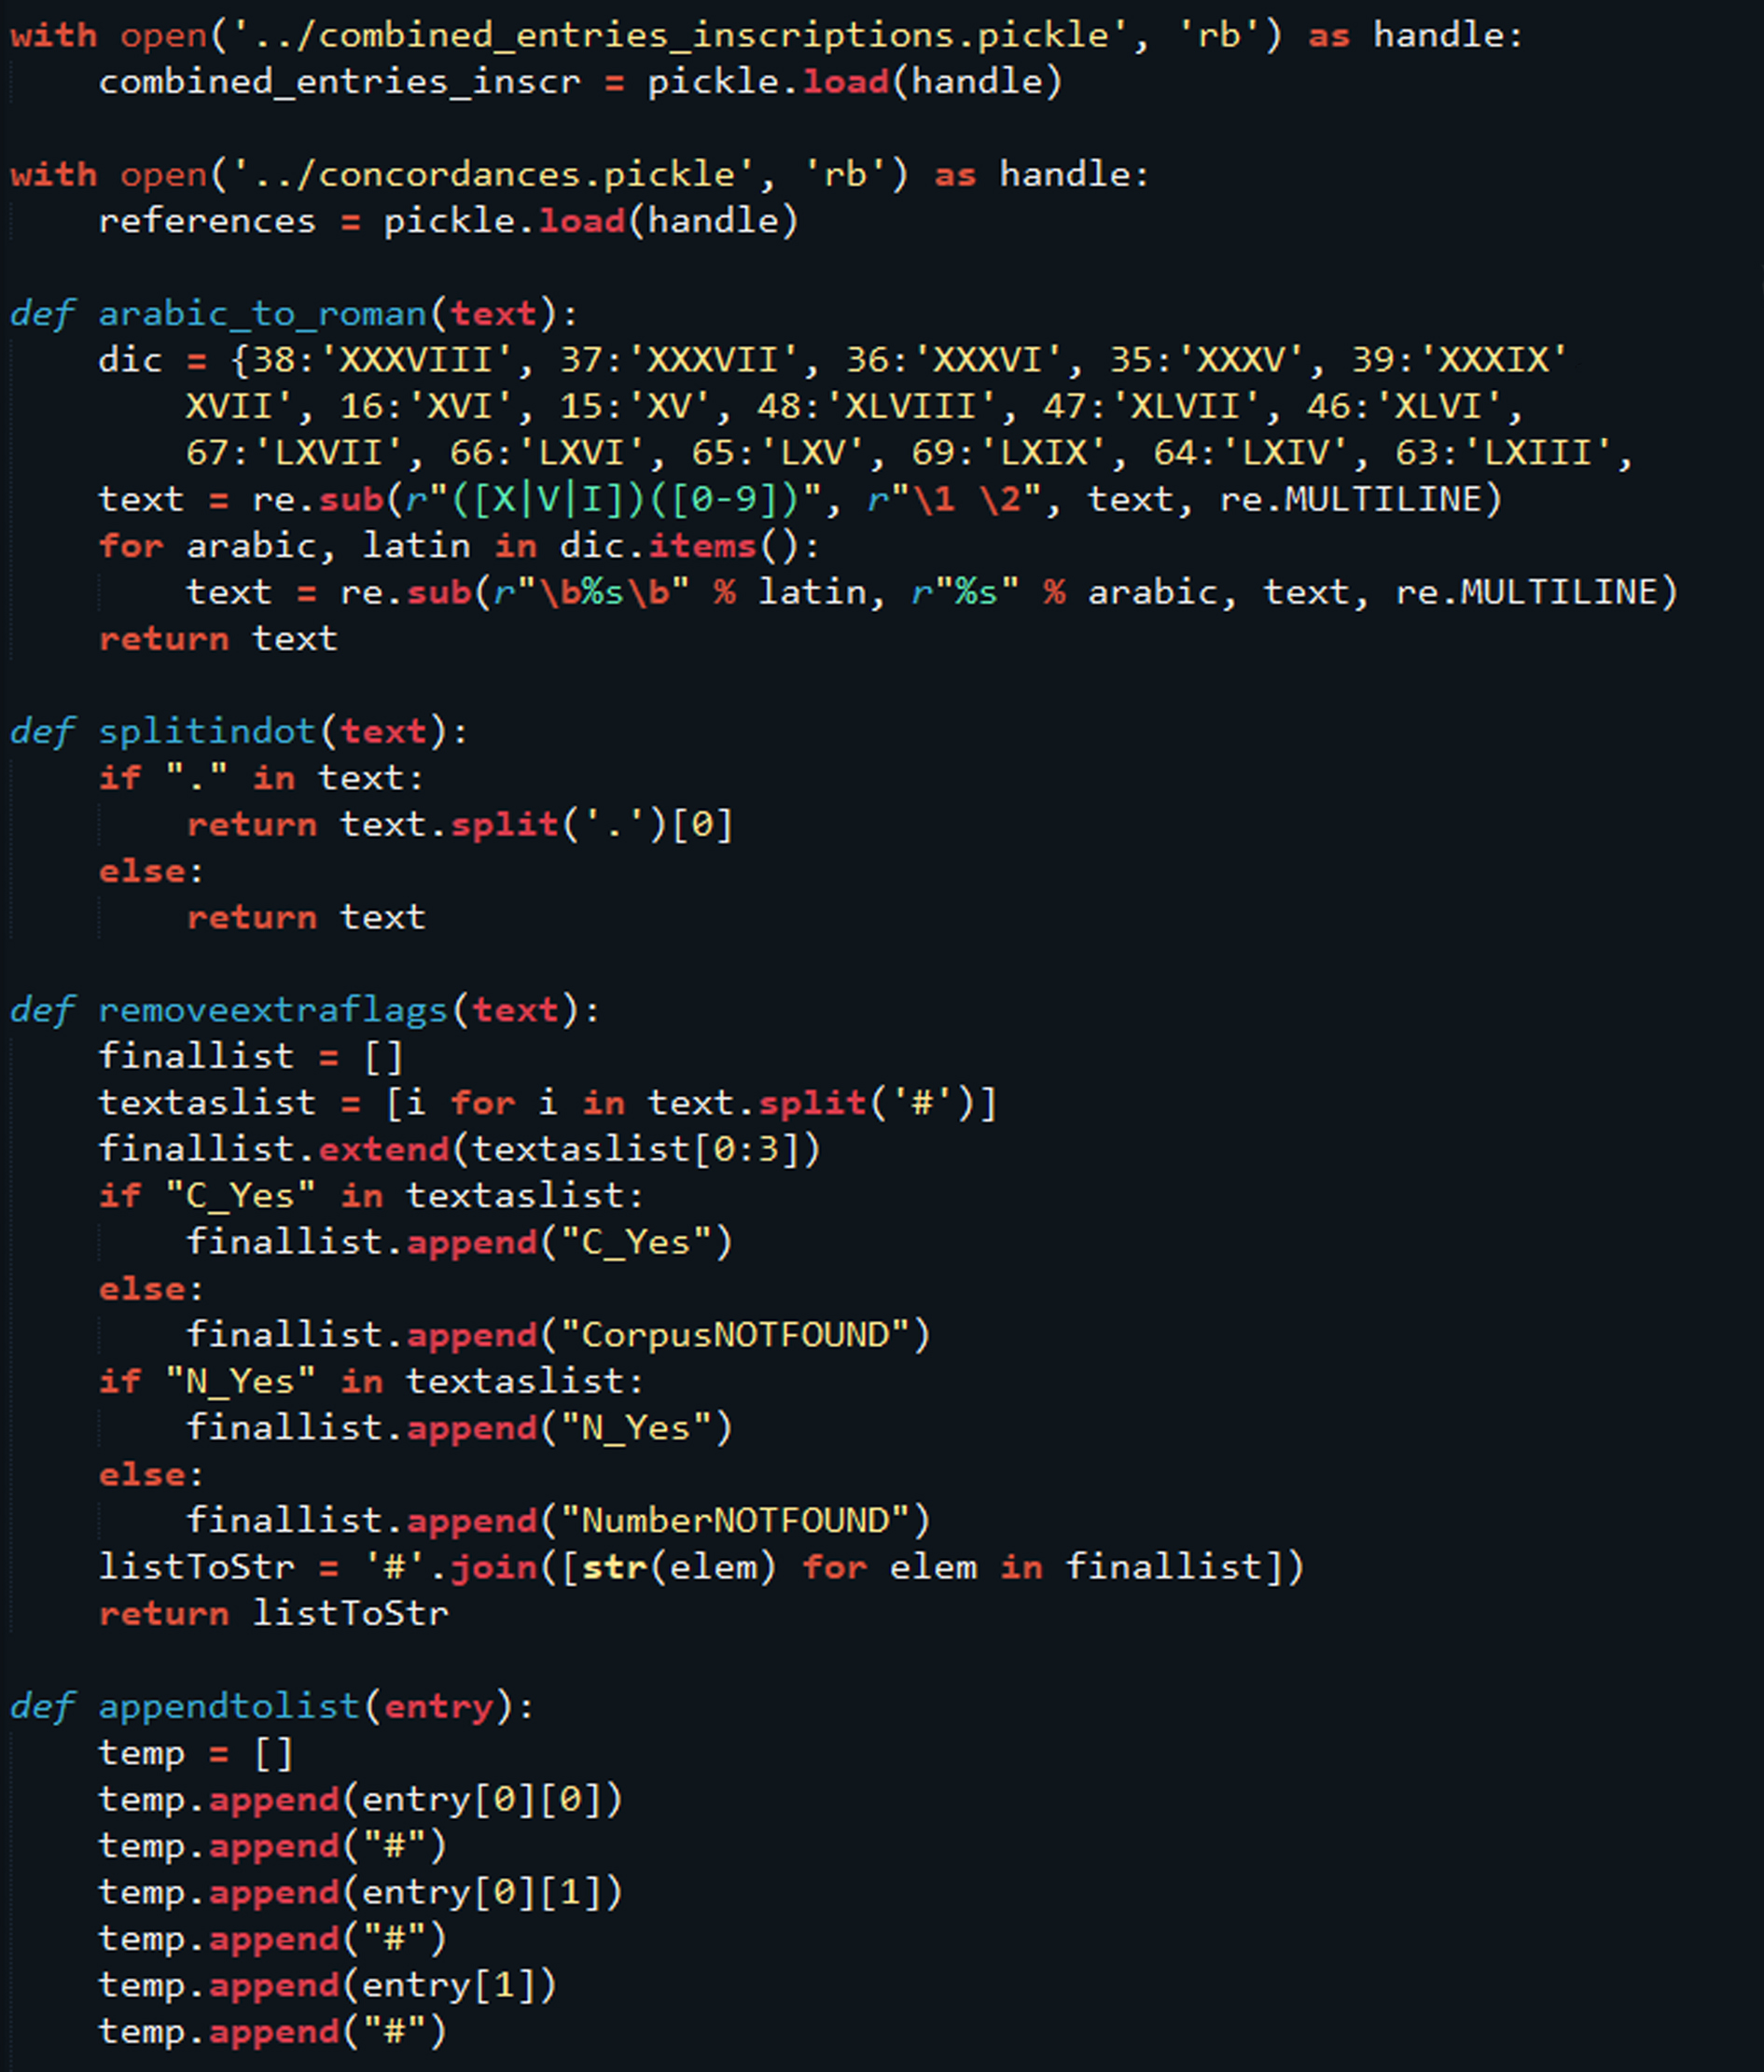 with open('../combined_entries_inscriptions.pickle', 'rb') as handle:
    combined_entries_inscr = pickle.load(handle)

with open('../concordances.pickle', 'rb') as handle:
    references = pickle.load(handle)

def arabic_to_roman(text):
    dic = {38:'XXXVIII', 37:'XXXVII', 36:'XXXVI', 35:'XXXV', 39:'XXXIX'
        XVII', 16:'XVI', 15:'XV', 48:'XLVIII', 47:'XLVII', 46:'XLVI',
        67:'LXVII', 66:'LXVI', 65:'LXV', 69:'LXIX', 64:'LXIV', 63:'LXIII',
    text = re.sub(r"([X|V|I])([0-9])", r"\1 \2", text, re.MULTILINE)
    for arabic, latin in dic.items():
        text = re.sub(r"\b%s\b" % latin, r"%s" % arabic, text, re.MULTILINE)
    return text

def splitindot(text):
    if "." in text:
        return text.split('.')[0]
    else:
        return text

def removeextraflags(text):
    finallist = []
    textaslist = [i for i in text.split('#')]
    finallist.extend(textaslist[0:3])
    if "C_Yes" in textaslist:
        finallist.append("C_Yes")
    else:
        finallist.append("CorpusNOTFOUND")
    if "N_Yes" in textaslist:
        finallist.append("N_Yes")
    else:
        finallist.append("NumberNOTFOUND")
    listToStr = '#'.join([str(elem) for elem in finallist])
    return listToStr

def appendtolist(entry):
    temp = []
    temp.append(entry[0][0])
    temp.append("#")
    temp.append(entry[0][1])
    temp.append("#")
    temp.append(entry[1])
    temp.append("#")